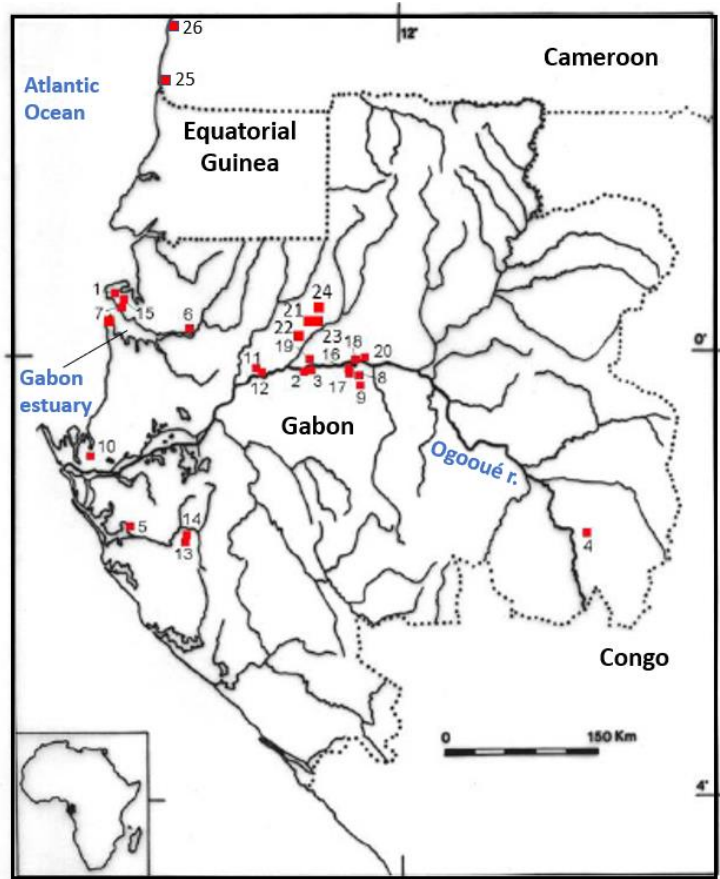 26
12'
Cameroon
25
Atlantic
Ocean
Equatorial
Guinea
1
7
15
6
24
21
22
23
19
0'
11
12
16
18
20
2
3
17
8
9
Gabon
estuary
Gabon
Ogooué r.
10
5
14
13
4
Congo
0
150 Km
4'